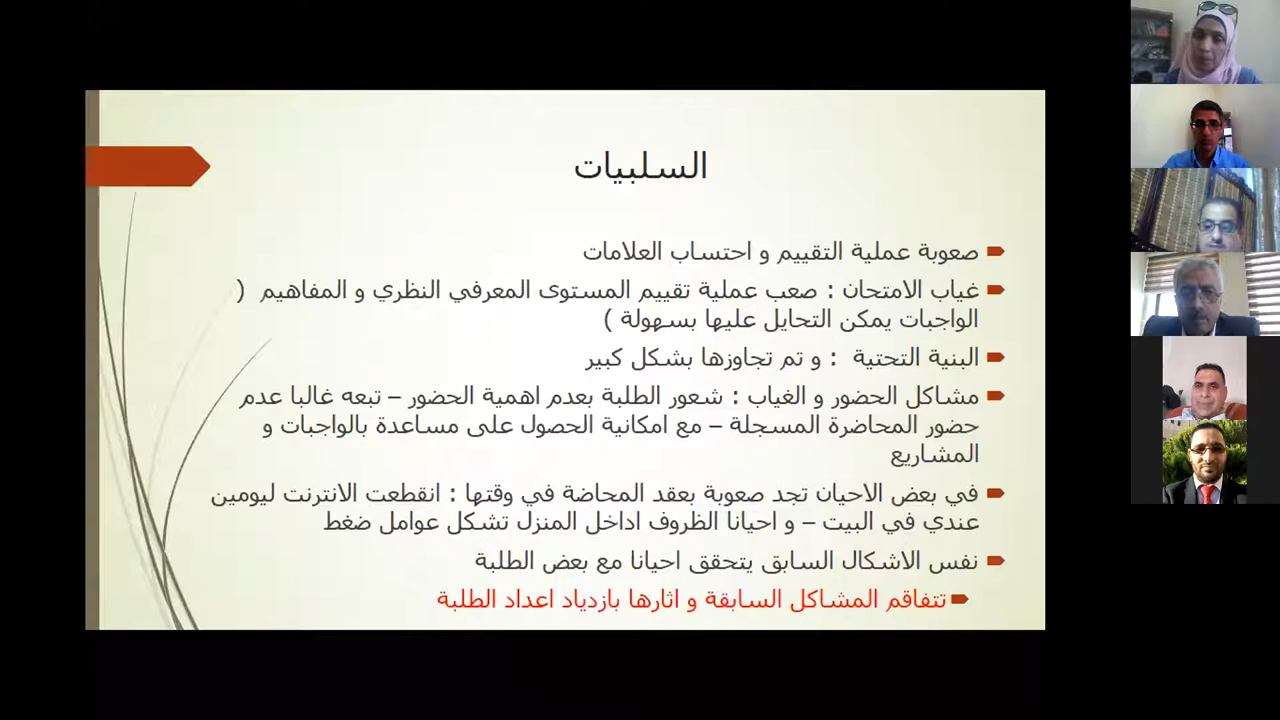 السلبيات
صعوبة عملية التقييم و احتساب العلامات
غياب الامتحان : صعب عملية تقييم المستوى المعرفي النظري و المفاهيم (
الواجبات يمكن التحايل عليها بسهولة )
البنية التحتية : و تم تجاوزها بشكل كبير
مشاكل الحضور و الغياب : شعور الطلبة بعدم اهمية الحضور – تبعه غالبا عدم
حضور المحاضرة المسجلة – مع امكانية الحصول على مساعدة بالواجبات و
المشاريع
في بعض الاحيان تجد صعوبة بعقد المحاضة في وقتها : انقطعت الانترنت ليومين
عندي في البيت – و احيانا الظروف اداخل المنزل تشكل عوامل ضغط
نفس الاشكال السابق يتحقق احيانا مع بعض الطلبة
تتفاقم المشاكل السابقة و اثارها بازدياد اعداد الطلبة